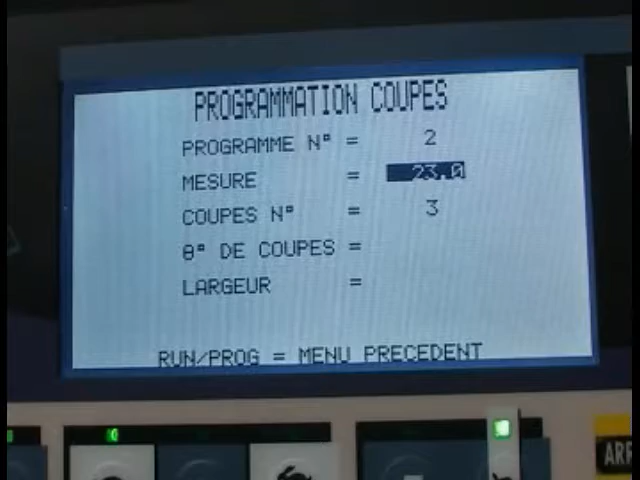 PROGRAMMATION COUPES
PROGRAMME N° = 2
MESURE = 23.0
COUPES N° = 3
θ° DE COUPES =
LARGEUR =
RUN/PROG = MENU PRECEDENT